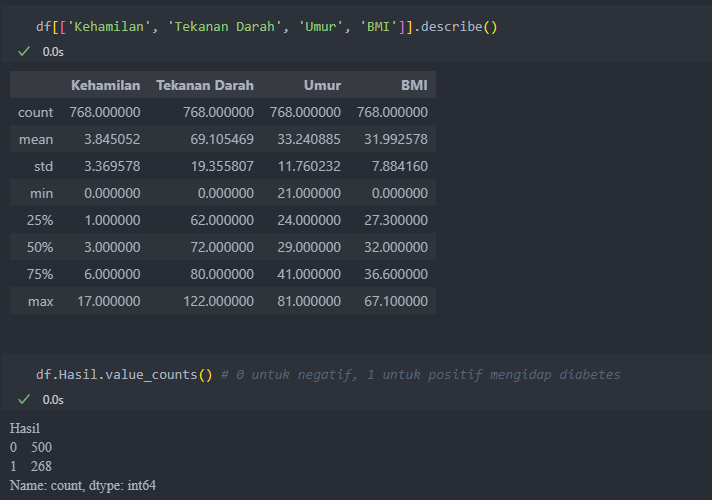 df[['Kehamilan', 'Tekanan Darah', 'Umur', 'BMI']].describe()
0.0s
Kehamilan Tekanan Darah Umur BMI
count 768.000000 768.000000 768.000000 768.000000
mean 3.845052 69.105469 33.240885 31.992578
std 3.369578 19.355807 11.760232 7.884160
min 0.000000 0.000000 21.000000 0.000000
25% 1.000000 62.000000 24.000000 27.300000
50% 3.000000 72.000000 29.000000 32.000000
75% 6.000000 80.000000 41.000000 36.600000
max 17.000000 122.000000 81.000000 67.100000
df.Hasil.value_counts() # 0 untuk negatif, 1 untuk positif mengidap diabetes
0.0s
Hasil
0 500
1 268
Name: count, dtype: int64